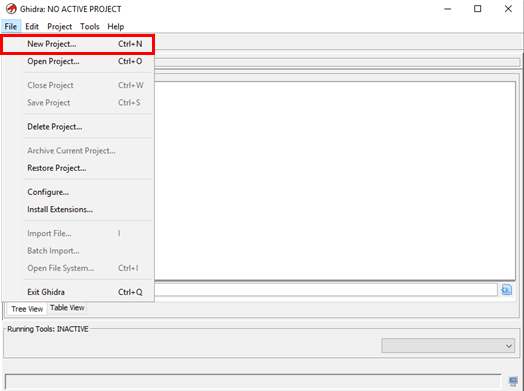 Ghidra: NO ACTIVE PROJECT
File Edit Project Tools Help
New Project... Ctrl+N
Open Project... Ctrl+O
Close Project Ctrl+W
Save Project Ctrl+S
Delete Project...
Archive Current Project...
Restore Project...
Configure...
Install Extensions...
Import File... I
Batch Import...
Open File System... Ctrl+I
Exit Ghidra Ctrl+Q
Tree View Table View
Running Tools: INACTIVE